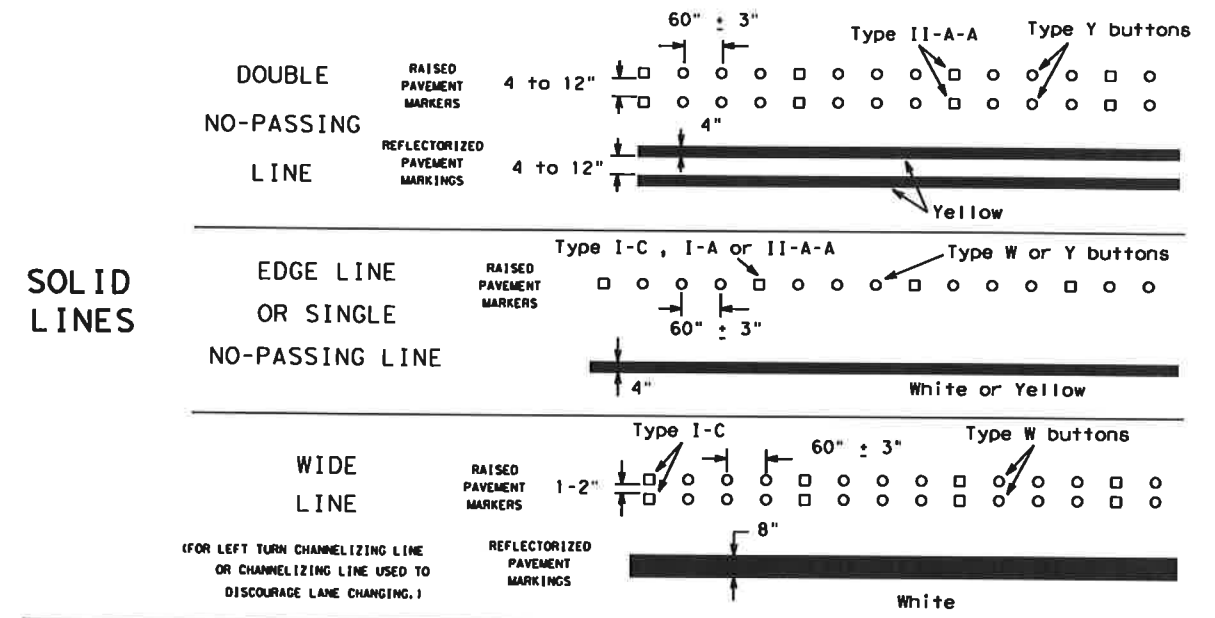 60" ± 3"
Type II-A-A
Type Y buttons
DOUBLE
NO-PASSING
LINE
RAISED
PAVEMENT
MARKERS
4 to 12"
4"
REFLECTORIZED
PAVEMENT
MARKINGS
4 to 12"
Yellow
SOLID
LINES
EDGE LINE
OR SINGLE
NO-PASSING LINE
RAISED
PAVEMENT
MARKERS
Type I-C , I-A or II-A-A
Type W or Y buttons
60" ± 3"
4"
White or Yellow
WIDE
LINE
(FOR LEFT TURN CHANNELIZING LINE
OR CHANNELIZING LINE USED TO
DISCOURAGE LANE CHANGING.)
RAISED
PAVEMENT
MARKERS
Type I-C
60" ± 3"
Type W buttons
1-2"
REFLECTORIZED
PAVEMENT
MARKINGS
8"
White